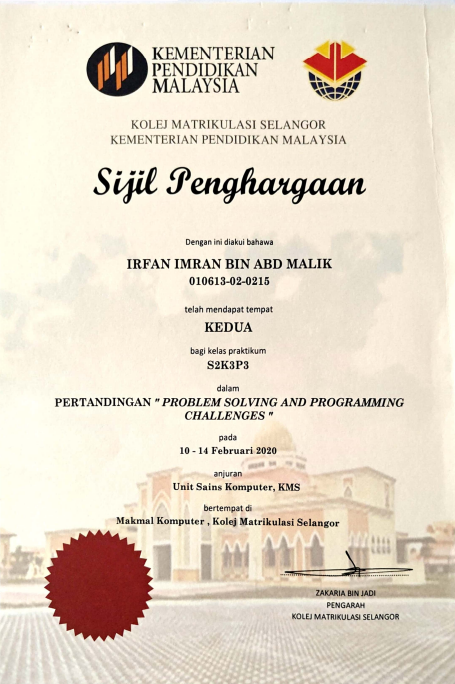 KEMENTERIAN
PENDIDIKAN
MALAYSIA
KOLEJ MATRIKULASI SELANGOR
KEMENTERIAN PENDIDIKAN MALAYSIA
Sijil Penghargaan
Dengan ini diakui bahawa
IRFAN IMRAN BIN ABD MALIK
010613-02-0215
telah mendapat tempat
KEDUA
bagi kelas praktikum
S2K3P3
dalam
PERTANDINGAN " PROBLEM SOLVING AND PROGRAMMING
CHALLENGES "
pada
10 - 14 Februari 2020
anjuran
Unit Sains Komputer, KMS
bertempat di
Makmal Komputer , Kolej Matrikulasi Selangor
ZAKARIA BIN JADI
PENGARAH
KOLEJ MATRIKULASI SELANGOR